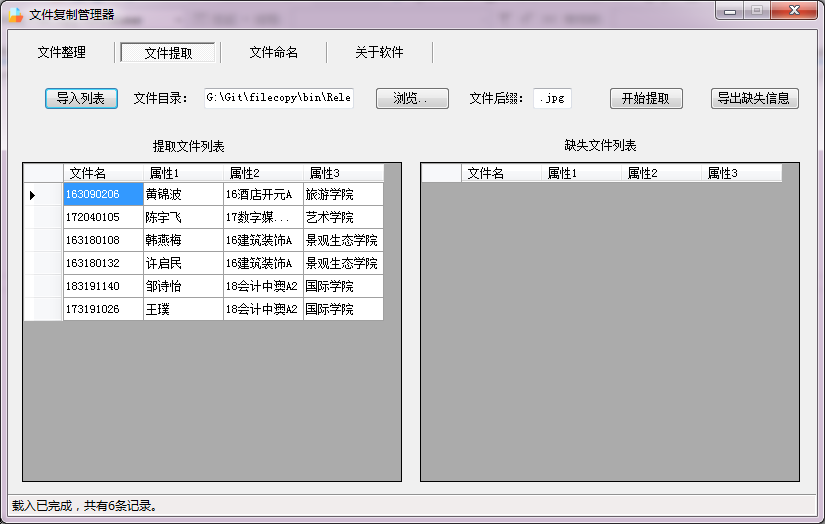 文件复制管理器
文件整理 文件提取 文件命名 关于软件
导入列表 文件目录: G:\Git\filecopy\bin\Rele 浏览.. 文件后缀: .jpg 开始提取 导出缺失信息
提取文件列表 缺失文件列表
文件名 属性1 属性2 属性3 文件名 属性1 属性2 属性3
163090206 黄锦波 16酒店开元A 旅游学院
172040105 陈宇飞 17数字媒... 艺术学院
163180108 韩燕梅 16建筑装饰A 景观生态学院
163180132 许启民 16建筑装饰A 景观生态学院
183191140 邹诗怡 18会计中澳A2 国际学院
173191026 王璞 18会计中澳A2 国际学院
载入已完成，共有6条记录。